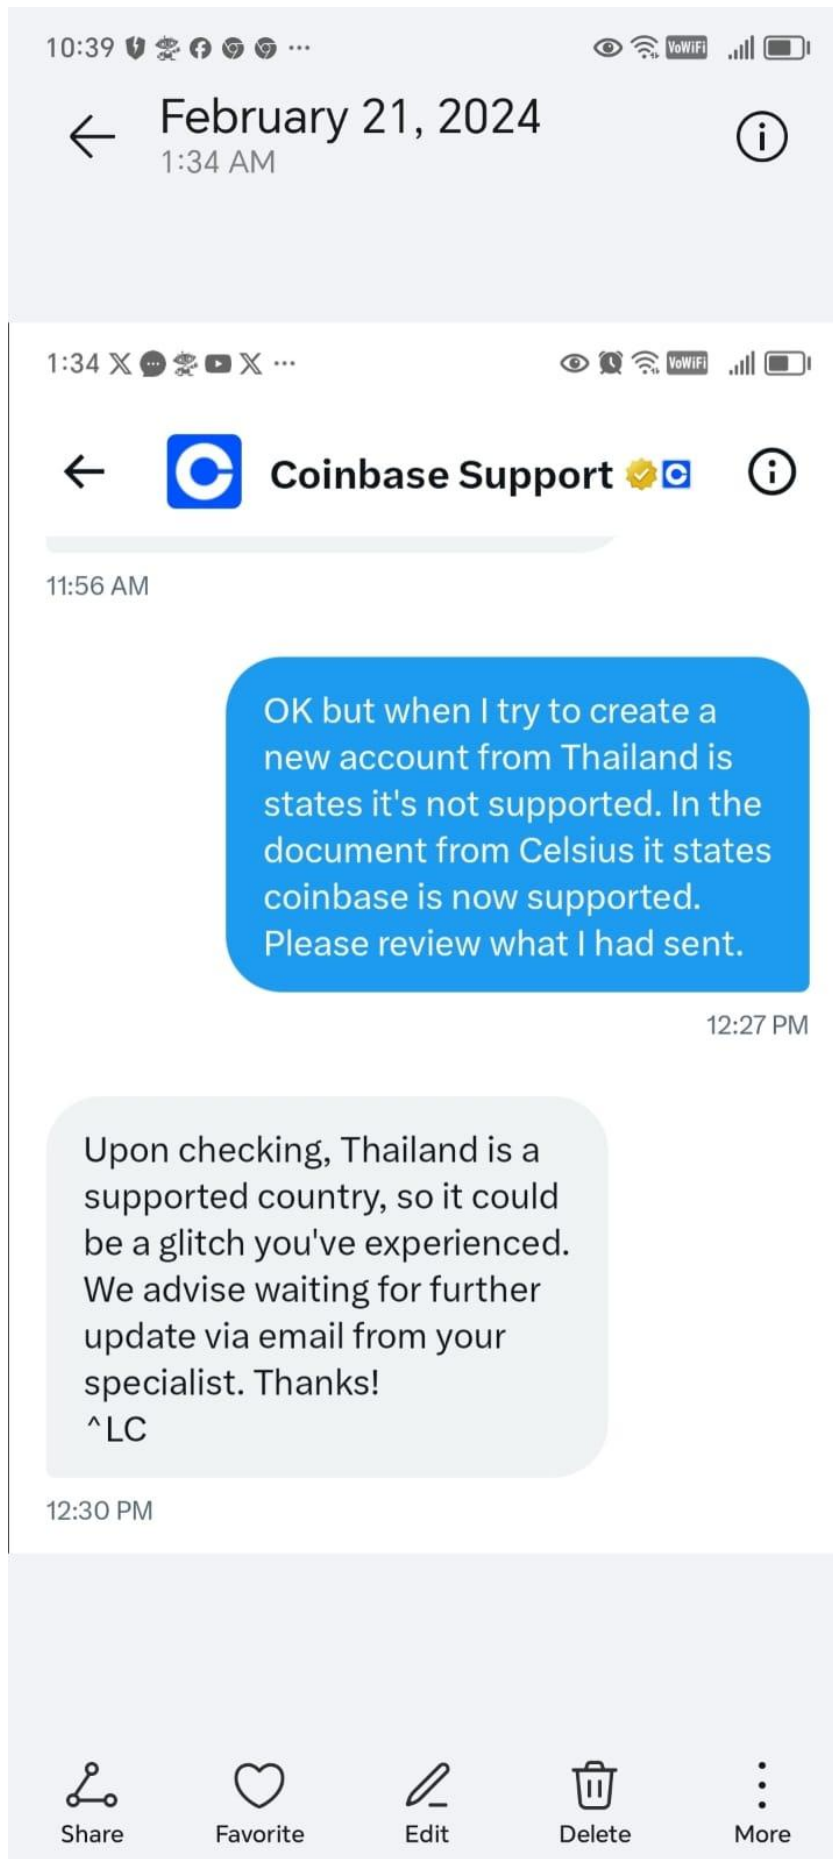 10:39
VoWiFi
February 21, 2024
1:34 AM
1:34
VoWiFi
Coinbase Support
11:56 AM
OK but when I try to create a
new account from Thailand is
states it's not supported. In the
document from Celsius it states
coinbase is now supported.
Please review what I had sent.
12:27 PM
Upon checking, Thailand is a
supported country, so it could
be a glitch you've experienced.
We advise waiting for further
update via email from your
specialist. Thanks!
^LC
12:30 PM
Share Favorite Edit Delete More